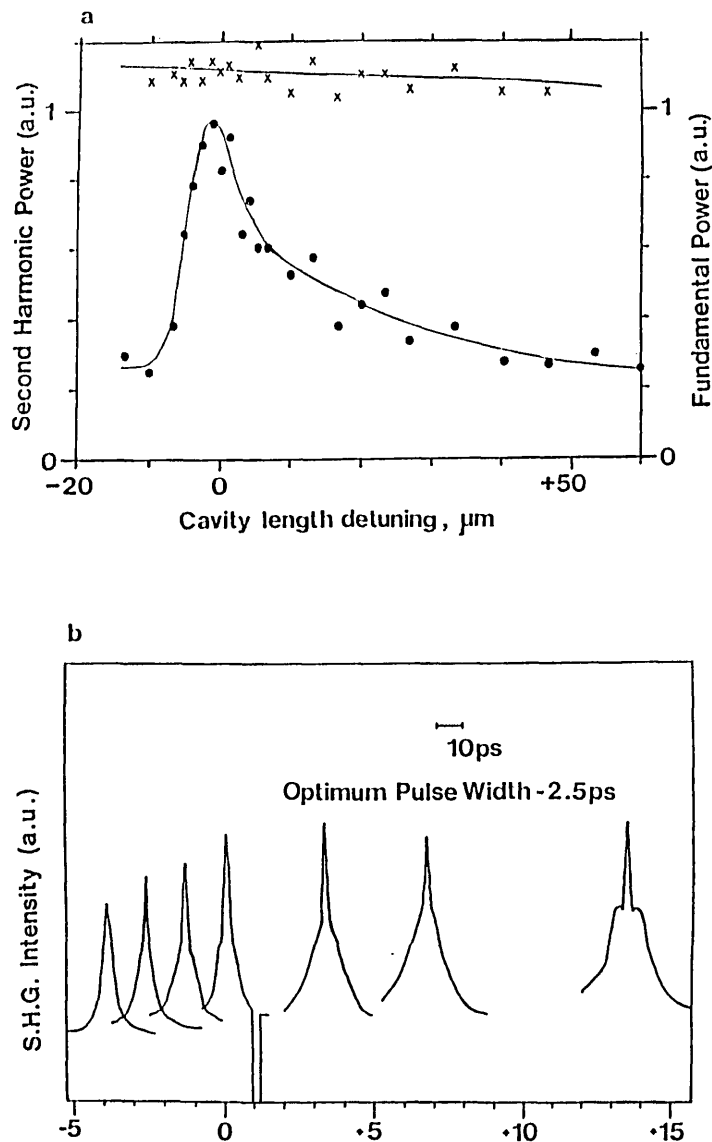 a
Second Harmonic Power (a.u.)
Fundamental Power (a.u.)
1
0
1
0
-20
0
+50
Cavity length detuning, μm
b
S.H.G. Intensity (a.u.)
10ps
Optimum Pulse Width -2.5ps
-5
0
+5
+10
+15